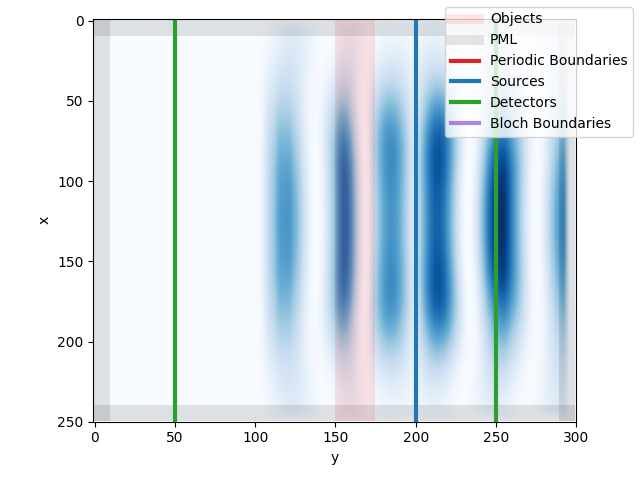 Objects
PML
Periodic Boundaries
Sources
Detectors
Bloch Boundaries
0
50
100
150
200
250
x
0
50
100
150
200
250
300
y